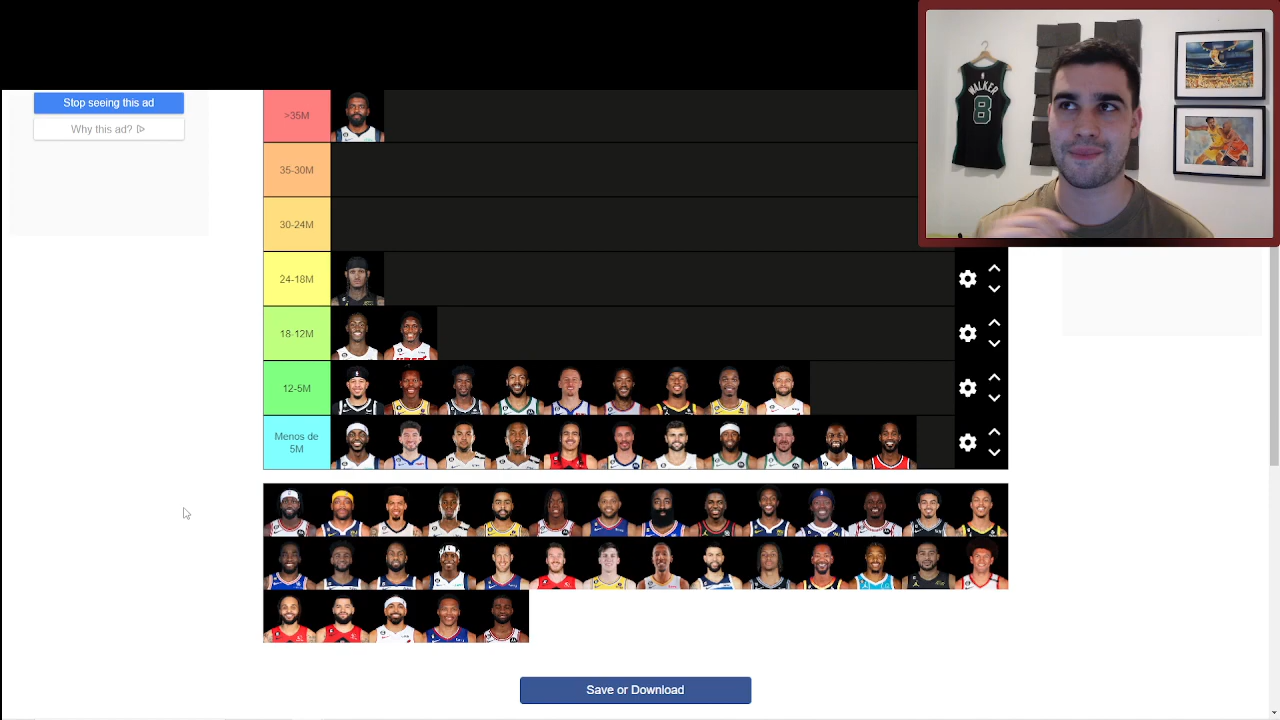 Stop seeing this ad
Why this ad?
>35M
35-30M
30-24M
24-18M
18-12M
12-5M
Menos de
5M
WALKER
8
Save or Download